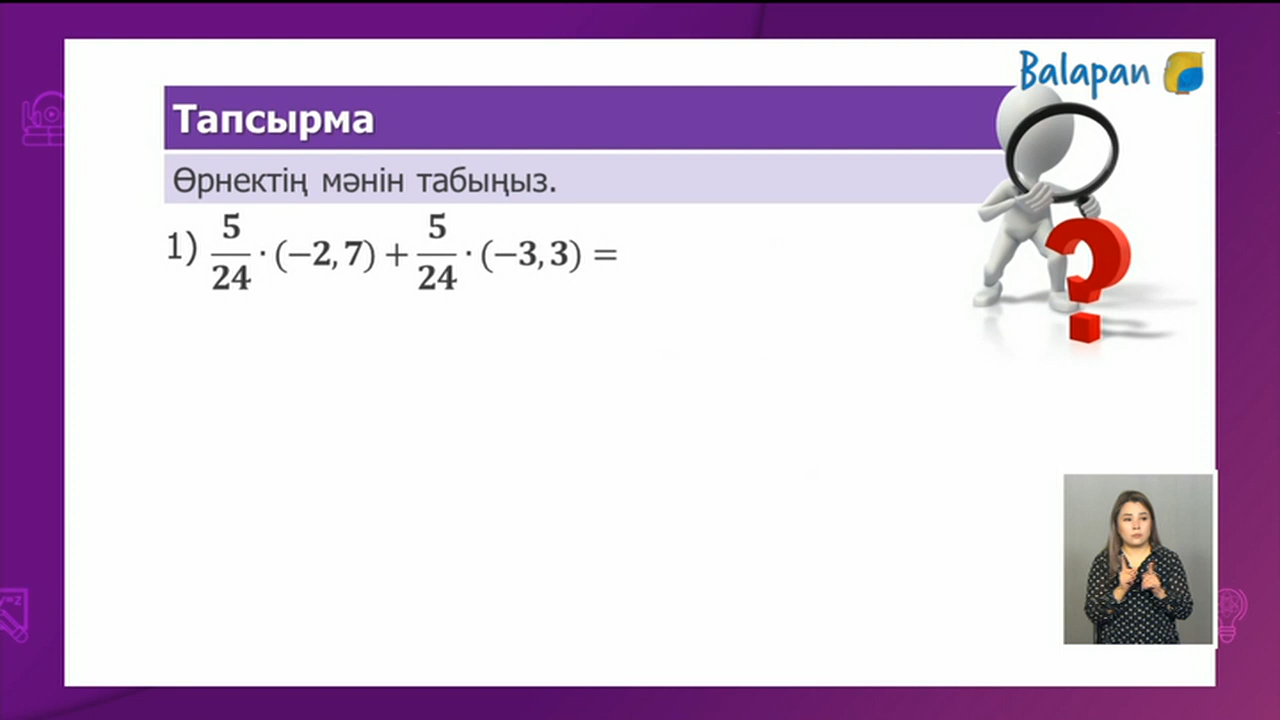 Balapan
Тапсырма
Өрнектің мәнін табыңыз.
1) 5/24 · (−2,7) + 5/24 · (−3,3) =